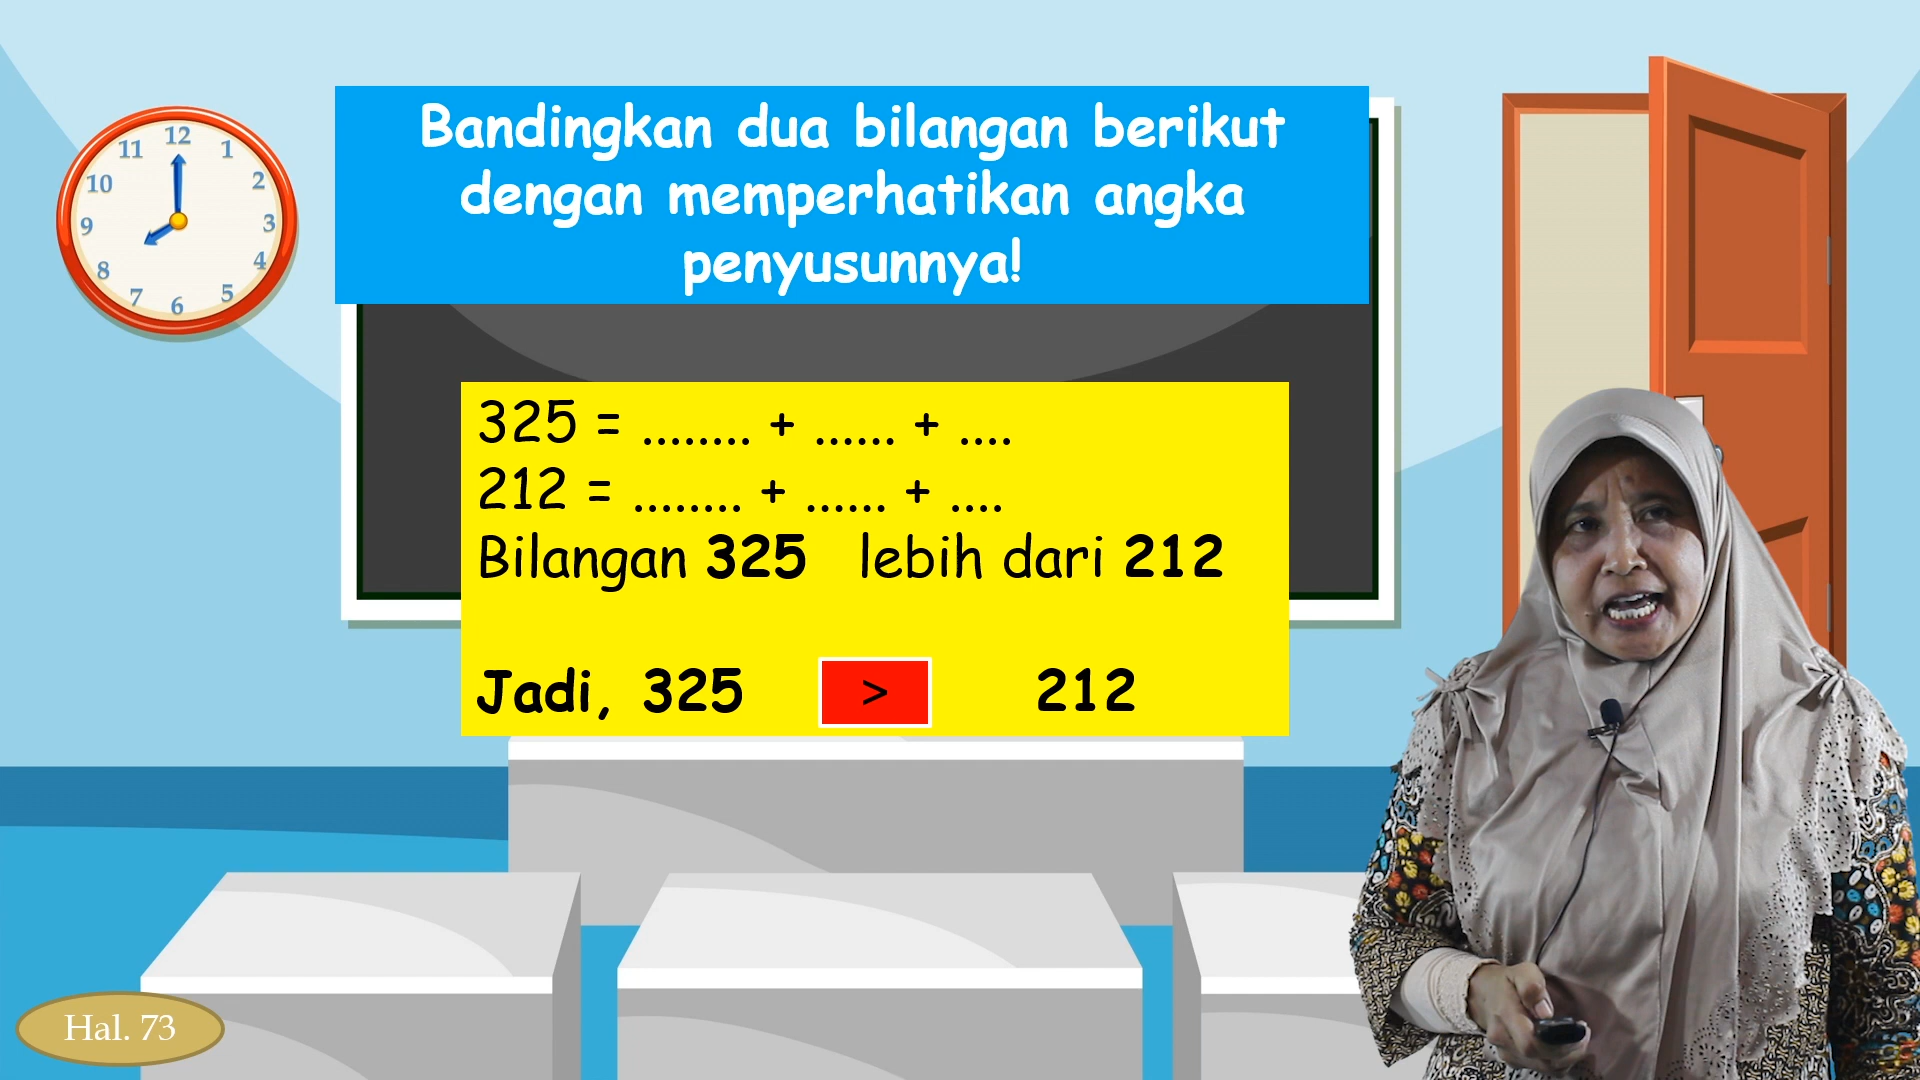 Bandingkan dua bilangan berikut
dengan memperhatikan angka
penyusunnya!
12
11 1
10 2
9 3
8 4
7 5
6
325 = ........ + ...... + ....
212 = ........ + ...... + ....
Bilangan 325 lebih dari 212
Jadi, 325 > 212
Hal. 73